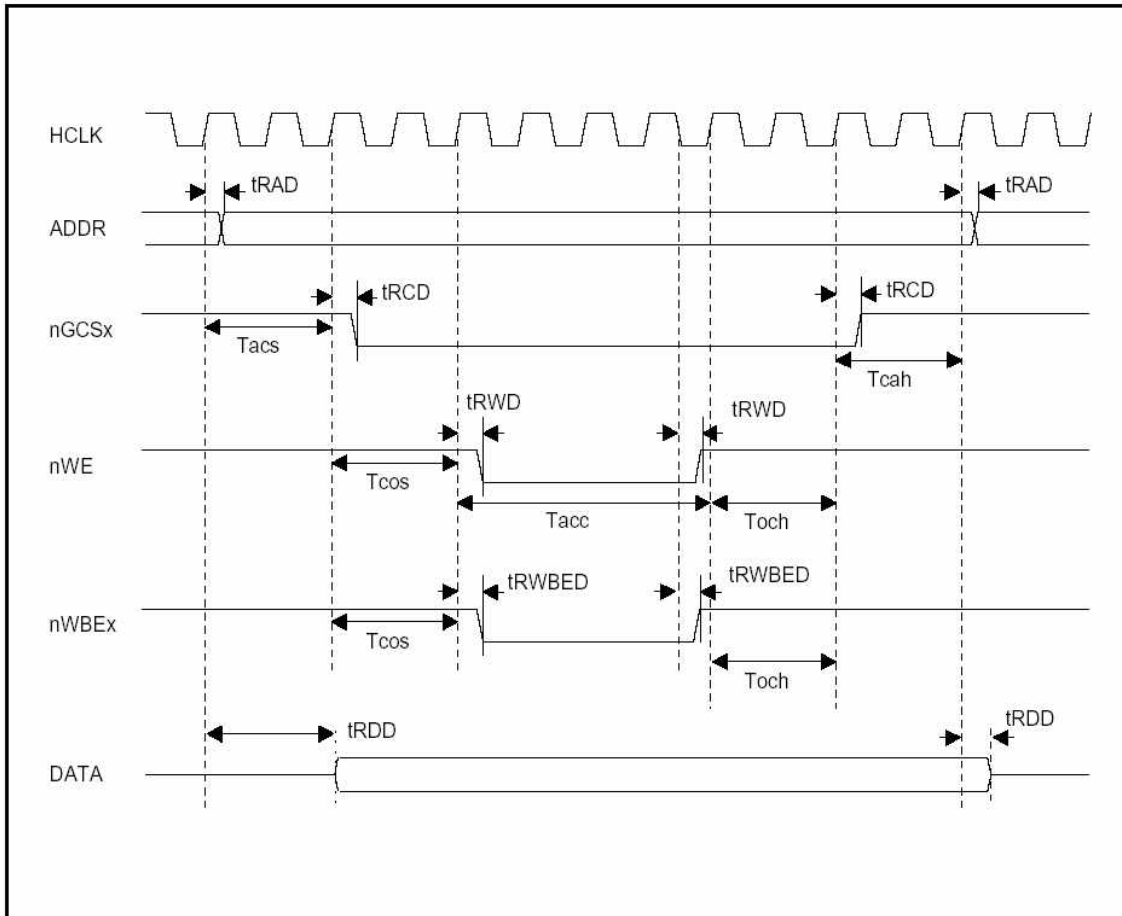 HCLK
tRAD tRAD
ADDR
tRCD tRCD
nGCSx
Tacs
Tcah
tRWD tRWD
nWE
Tcos
Tacc Toch
tRWBED tRWBED
nWBEx
Tcos
Toch
tRDD tRDD
DATA